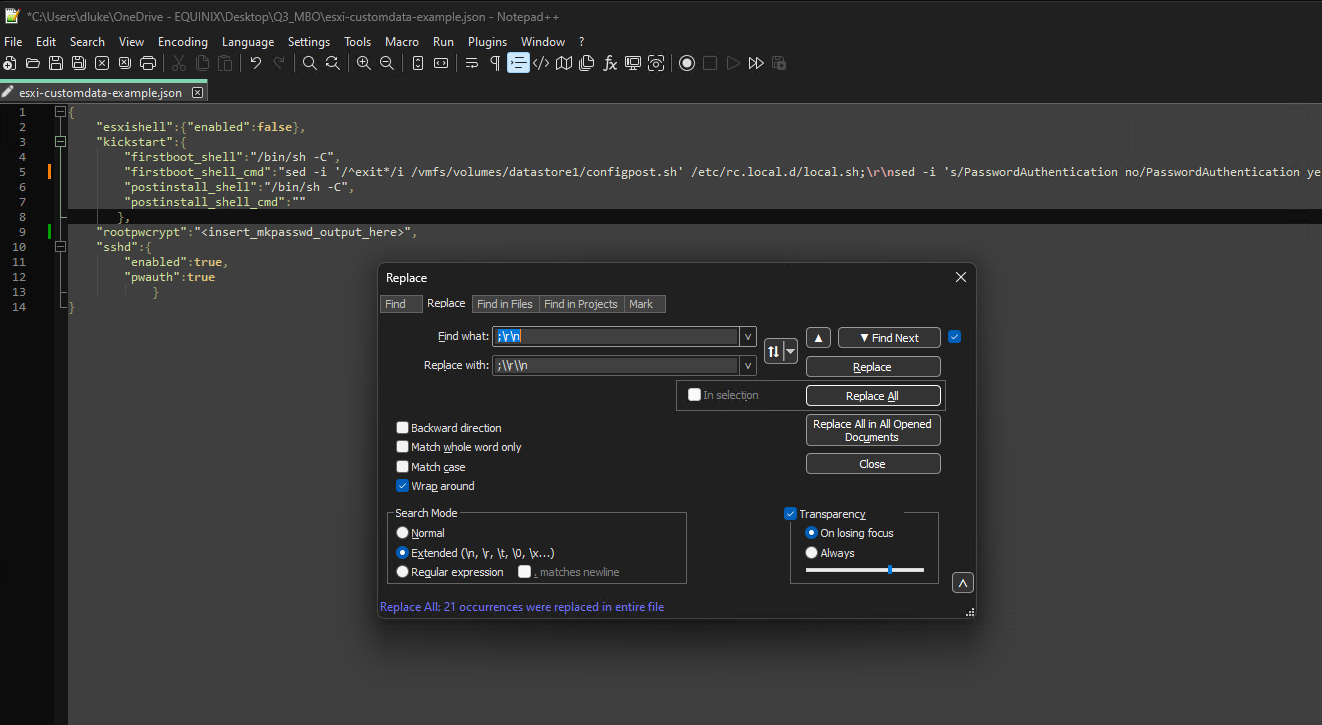 *C:\Users\dluke\OneDrive - EQUINIX\Desktop\Q3_MBO\esxi-customdata-example.json - Notepad++
File Edit Search View Encoding Language Settings Tools Macro Run Plugins Window ?
esxi-customdata-example.json
1 {
2 "esxishell":{"enabled":false},
3 "kickstart":{
4 "firstboot_shell":"/bin/sh -C",
5 "firstboot_shell_cmd":"sed -i '/^exit*/i /vmfs/volumes/datastore1/configpost.sh' /etc/rc.local.d/local.sh;\r\nsed -i 's/PasswordAuthentication no/PasswordAuthentication ye
6 "postinstall_shell":"/bin/sh -C",
7 "postinstall_shell_cmd":""
8 },
9 "rootpwcrypt":"<insert_mkpasswd_output_here>",
10 "sshd":{
11 "enabled":true,
12 "pwauth":true
13 }
14 }
Replace
Find Replace Find in Files Find in Projects Mark
Find what: ;\r\n
▲ ▼ Find Next
Replace with: ;\\r\\n
Replace
In selection
Replace All
Replace All in All Opened
Documents
Close
Backward direction
Match whole word only
Match case
Wrap around
Search Mode
Normal
Extended (\n, \r, \t, \0, \x...)
Regular expression
. matches newline
Transparency
On losing focus
Always
Replace All: 21 occurrences were replaced in entire file